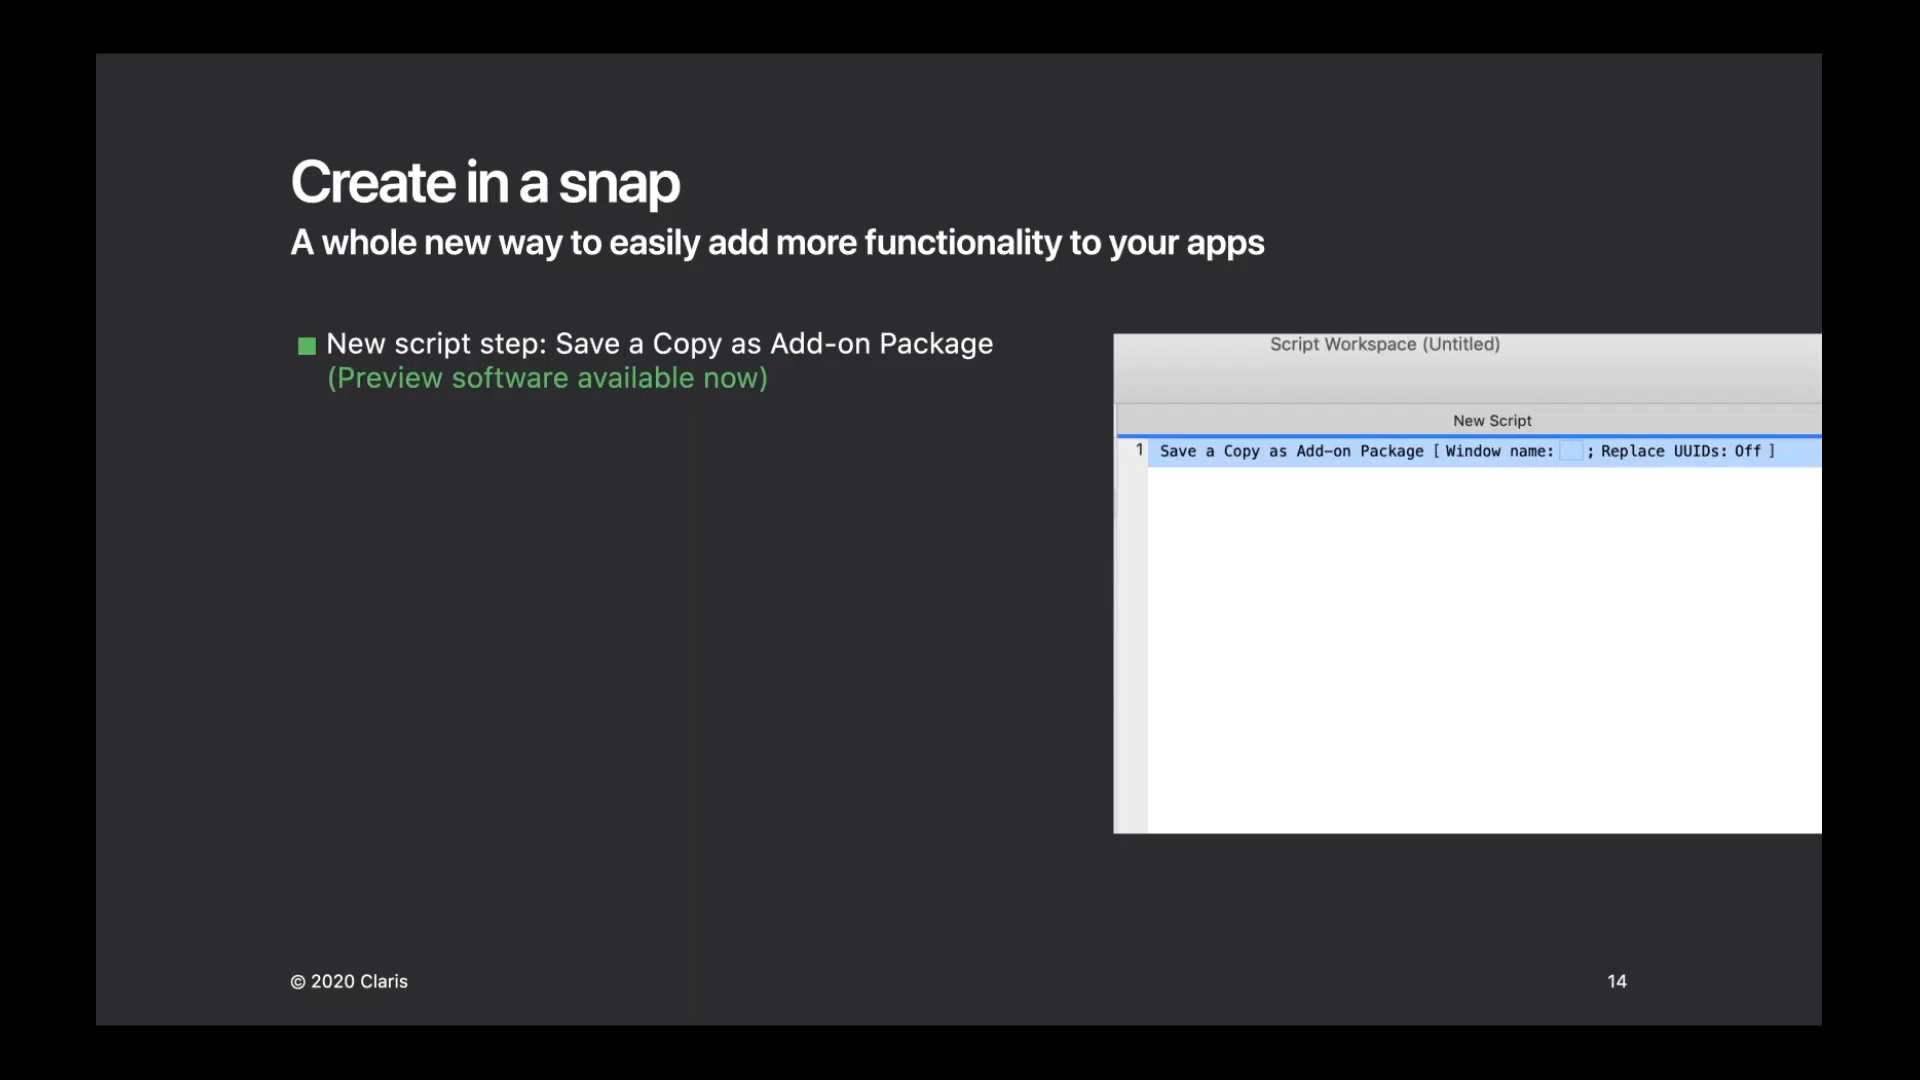 Create in a snap
A whole new way to easily add more functionality to your apps
New script step: Save a Copy as Add-on Package
(Preview software available now)
Script Workspace (Untitled)
New Script
1 Save a Copy as Add-on Package [ Window name: ; Replace UUIDs: Off ]
© 2020 Claris
14